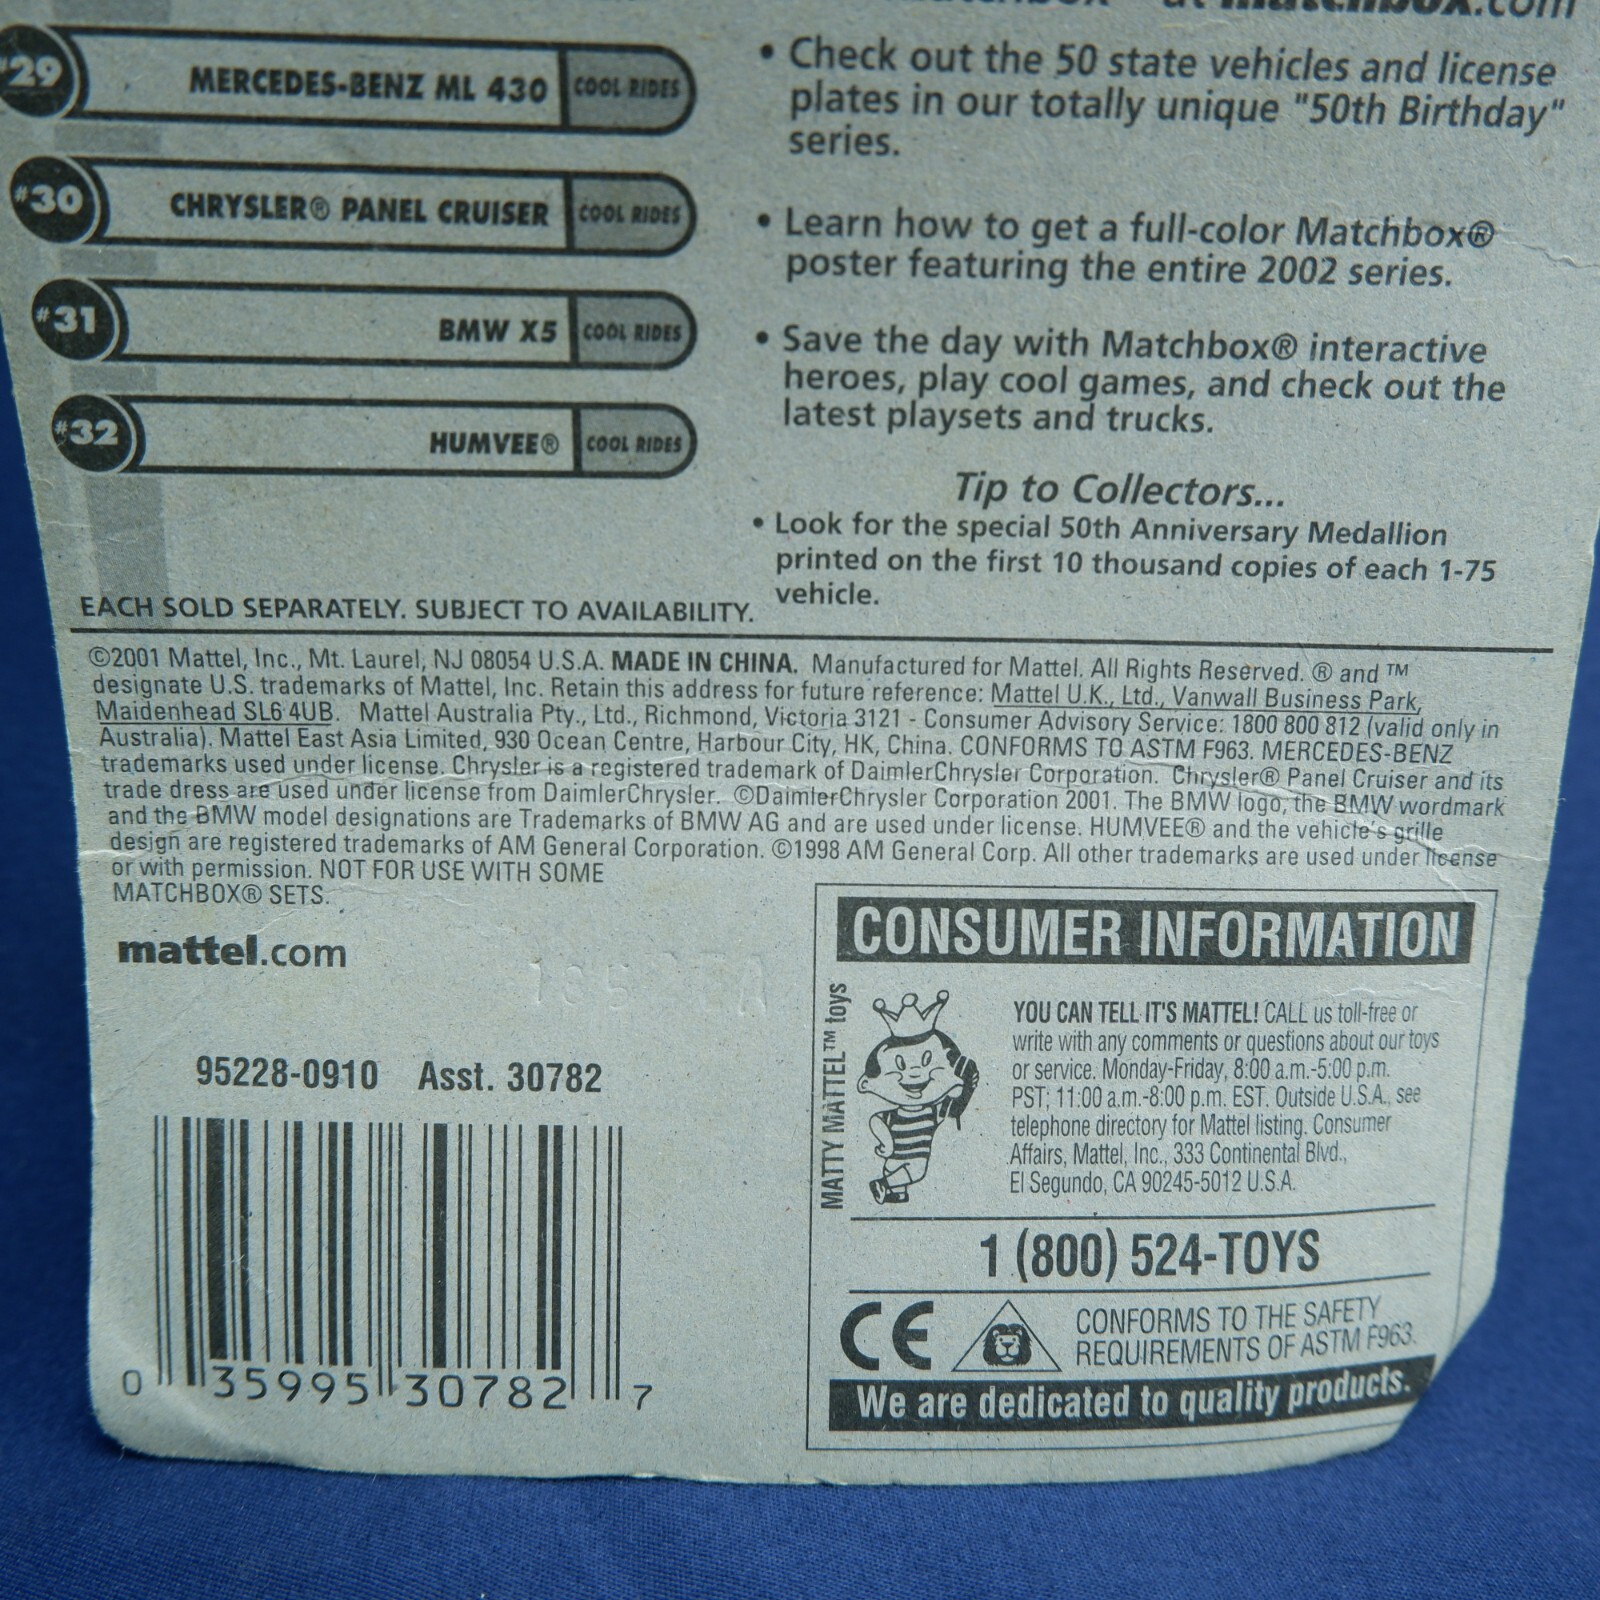 matchbox.com
#29 MERCEDES-BENZ ML 430 COOL RIDES
#30 CHRYSLER® PANEL CRUISER COOL RIDES
#31 BMW X5 COOL RIDES
#32 HUMVEE® COOL RIDES
EACH SOLD SEPARATELY. SUBJECT TO AVAILABILITY.
• Check out the 50 state vehicles and license
plates in our totally unique "50th Birthday"
series.
• Learn how to get a full-color Matchbox®
poster featuring the entire 2002 series.
• Save the day with Matchbox® interactive
heroes, play cool games, and check out the
latest playsets and trucks.
Tip to Collectors...
• Look for the special 50th Anniversary Medallion
printed on the first 10 thousand copies of each 1-75
vehicle.
©2001 Mattel, Inc., Mt. Laurel, NJ 08054 U.S.A. MADE IN CHINA. Manufactured for Mattel. All Rights Reserved. ® and ™
designate U.S. trademarks of Mattel, Inc. Retain this address for future reference: Mattel U.K., Ltd., Vanwall Business Park,
Maidenhead SL6 4UB. Mattel Australia Pty., Ltd., Richmond, Victoria 3121 - Consumer Advisory Service: 1800 800 812 (valid only in
Australia). Mattel East Asia Limited, 930 Ocean Centre, Harbour City, HK, China. CONFORMS TO ASTM F963. MERCEDES-BENZ
trademarks used under license. Chrysler is a registered trademark of DaimlerChrysler Corporation. Chrysler® Panel Cruiser and its
trade dress are used under license from DaimlerChrysler. ©DaimlerChrysler Corporation 2001. The BMW logo, the BMW wordmark
and the BMW model designations are Trademarks of BMW AG and are used under license. HUMVEE® and the vehicle's grille
design are registered trademarks of AM General Corporation. ©1998 AM General Corp. All other trademarks are used under license
or with permission. NOT FOR USE WITH SOME
MATCHBOX® SETS.
mattel.com
95228-0910 Asst. 30782
0 35995 30782 7
CONSUMER INFORMATION
MATTY MATTEL™ toys
YOU CAN TELL IT'S MATTEL! CALL us toll-free or
write with any comments or questions about our toys
or service. Monday-Friday, 8:00 a.m.-5:00 p.m.
PST; 11:00 a.m.-8:00 p.m. EST. Outside U.S.A., see
telephone directory for Mattel listing. Consumer
Affairs, Mattel, Inc., 333 Continental Blvd.,
El Segundo, CA 90245-5012 U.S.A.
1 (800) 524-TOYS
CE
CONFORMS TO THE SAFETY
REQUIREMENTS OF ASTM F963.
We are dedicated to quality products.